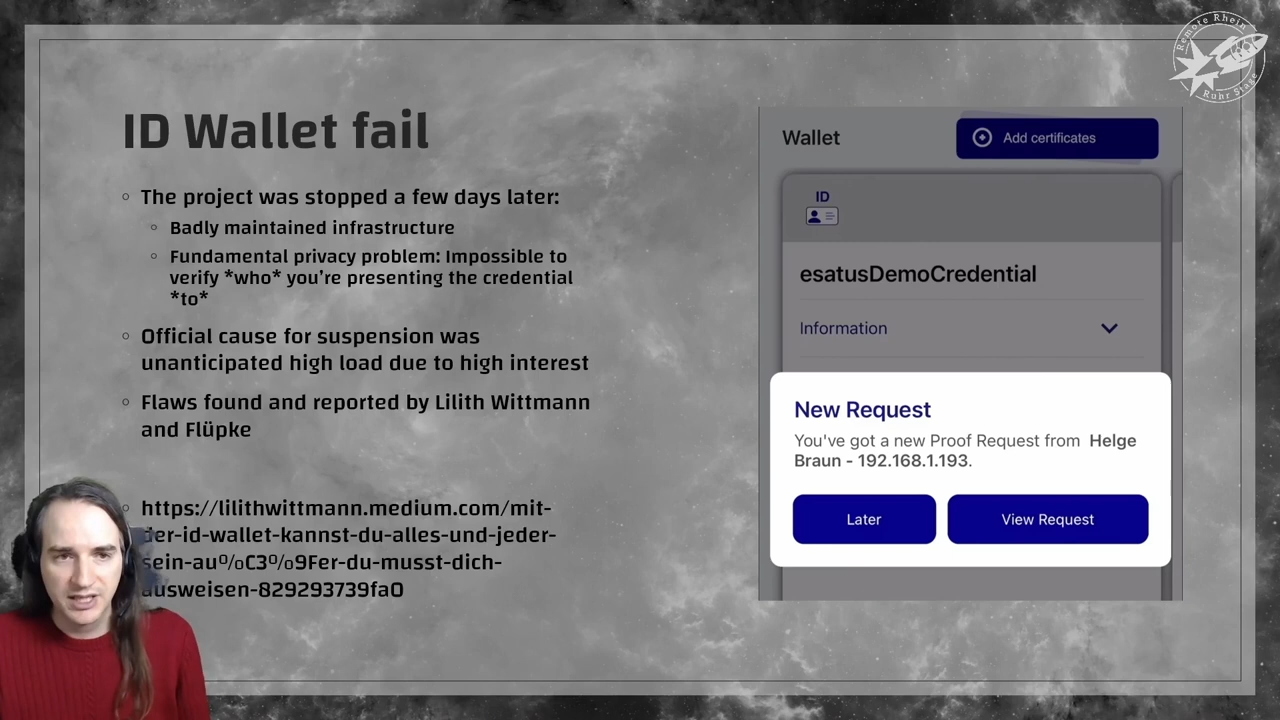 Remote Rhein
Ruhr Stage
ID Wallet fail
The project was stopped a few days later:
Badly maintained infrastructure
Fundamental privacy problem: Impossible to
verify *who* you're presenting the credential
*to*
Official cause for suspension was
unanticipated high load due to high interest
Flaws found and reported by Lilith Wittmann
and Flüpke
https://lilithwittmann.medium.com/mit-
der-id-wallet-kannst-du-alles-und-jeder-
sein-au%C3%9Fer-du-musst-dich-
ausweisen-829293739fa0
Wallet
Add certificates
ID
esatusDemoCredential
Information
New Request
You've got a new Proof Request from Helge
Braun - 192.168.1.193.
Later
View Request